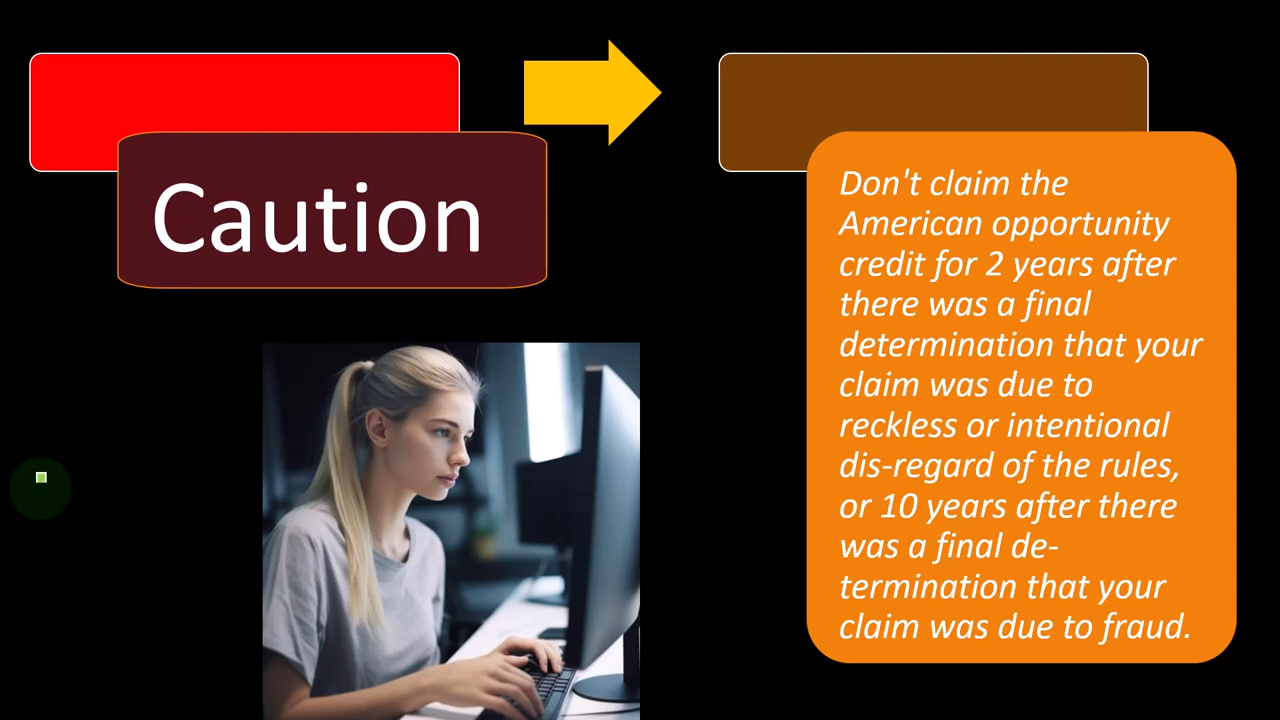 Caution
Don't claim the
American opportunity
credit for 2 years after
there was a final
determination that your
claim was due to
reckless or intentional
dis-regard of the rules,
or 10 years after there
was a final de-
termination that your
claim was due to fraud.